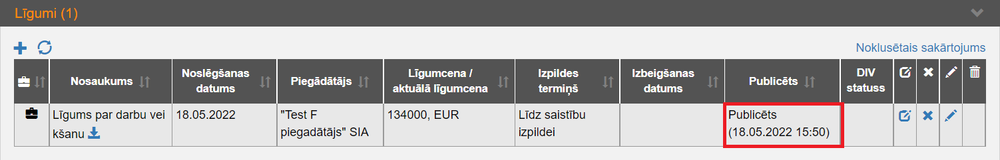 Līgumi (1)
Noklusētais sakārtojums
Nosaukums
Noslēgšanas
datums
Piegādātājs
Līgumcena /
aktuālā līgumcena
Izpildes
termiņš
Izbeigšanas
datums
Publicēts
DIV
statuss
Līgums par darbu vei
kšanu
18.05.2022
"Test F
piegadātājs" SIA
134000, EUR
Līdz saistību
izpildei
Publicēts
(18.05.2022 15:50)